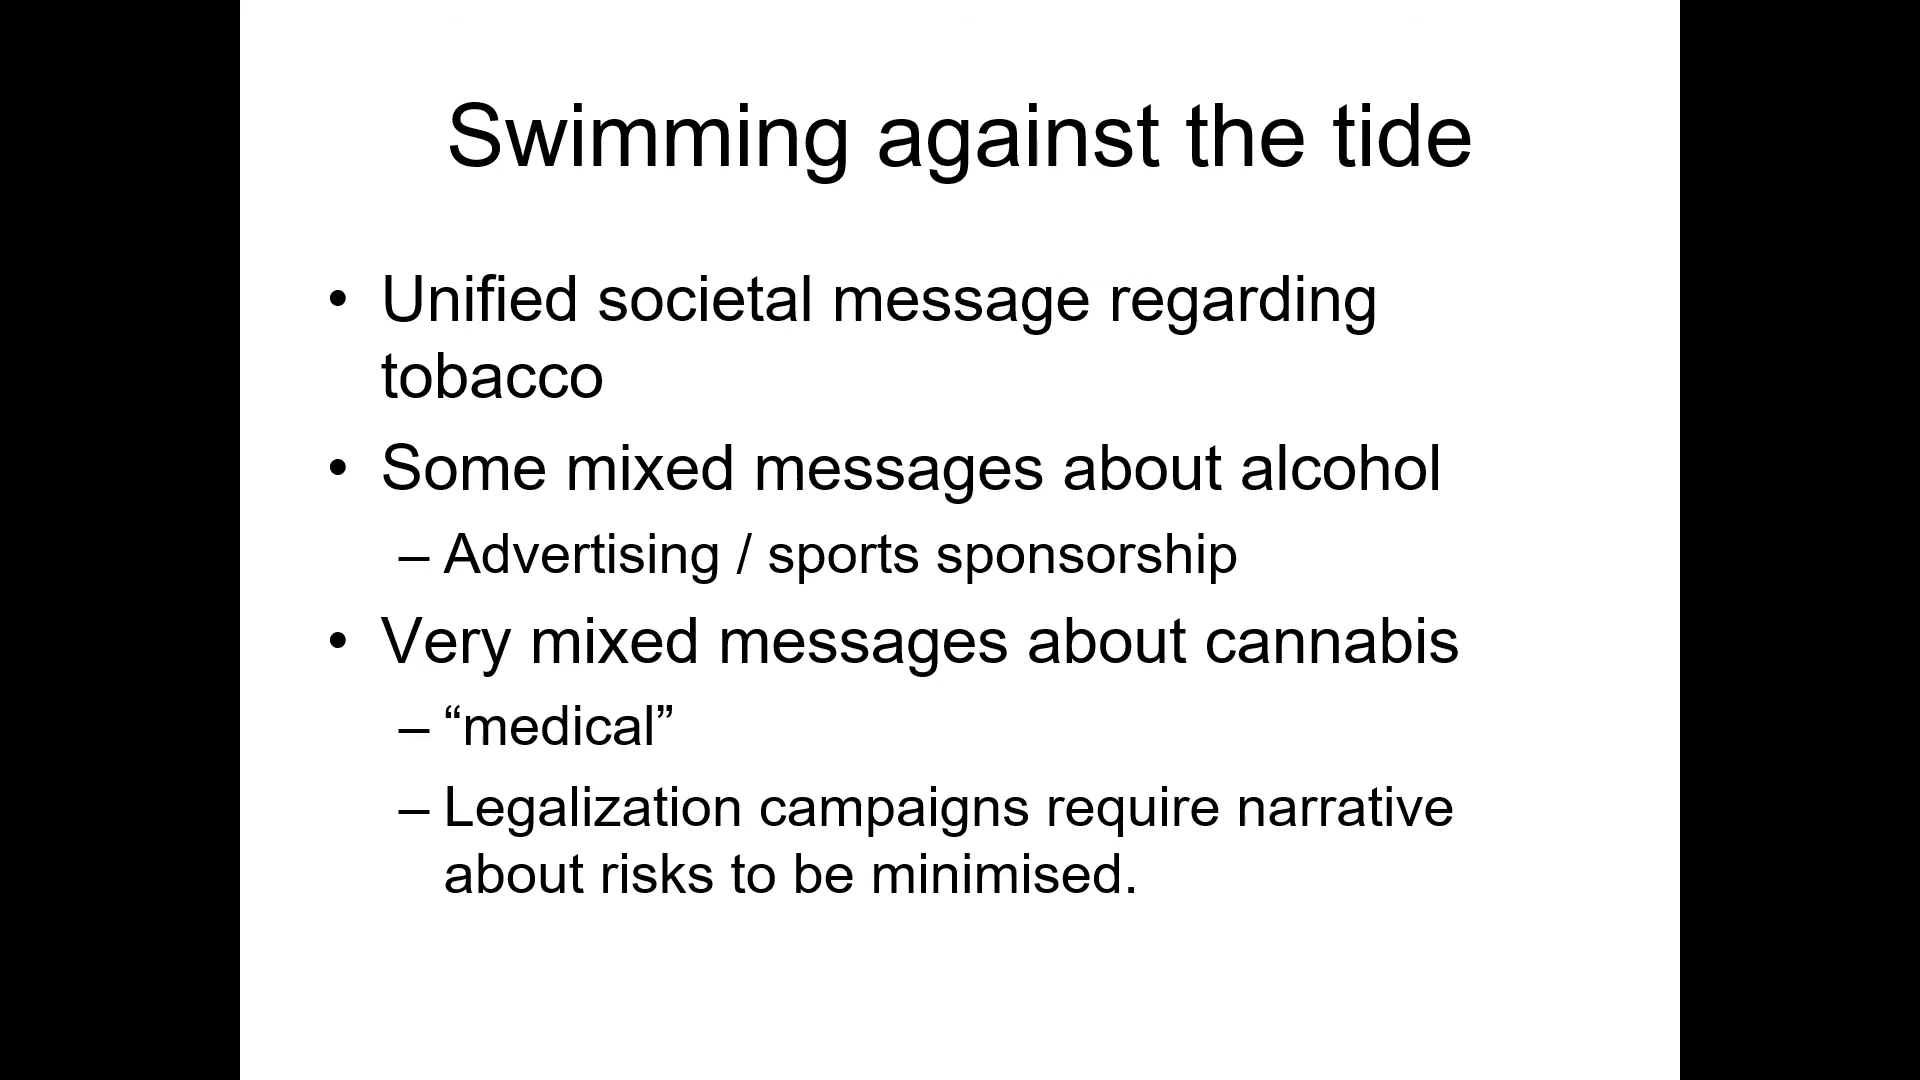 Swimming against the tide
• Unified societal message regarding
tobacco
• Some mixed messages about alcohol
– Advertising / sports sponsorship
• Very mixed messages about cannabis
– “medical”
– Legalization campaigns require narrative
about risks to be minimised.